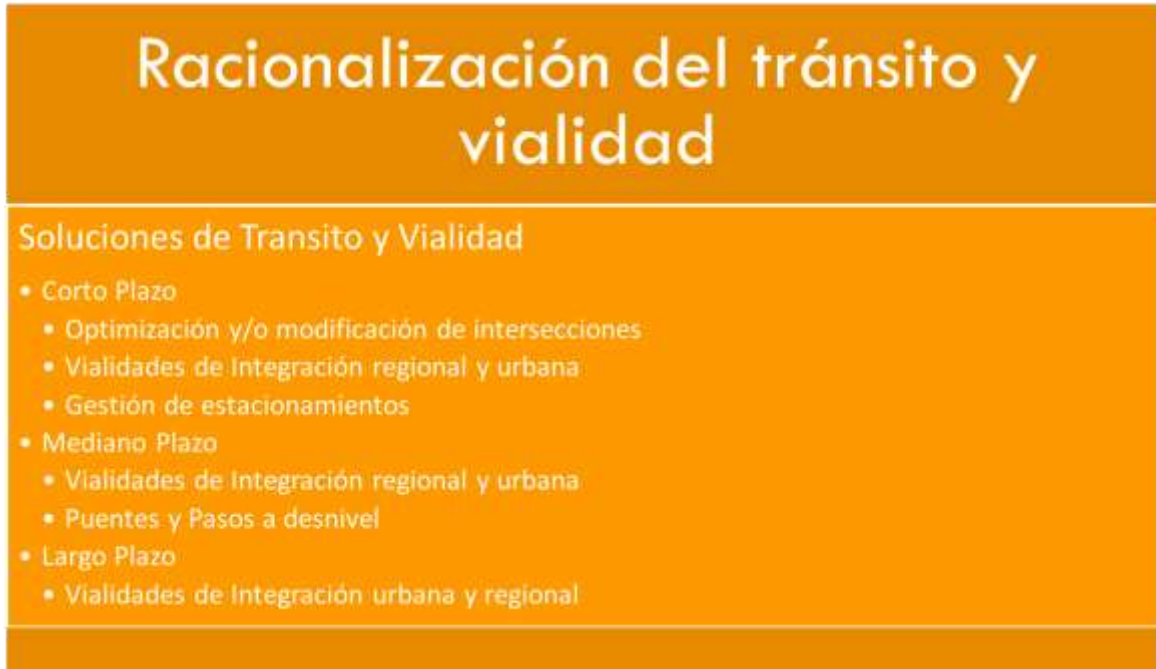 Racionalización del tránsito y
vialidad
Soluciones de Transito y Vialidad
• Corto Plazo
• Optimización y/o modificación de intersecciones
• Vialidades de Integración regional y urbana
• Gestión de estacionamientos
• Mediano Plazo
• Vialidades de Integración regional y urbana
• Puentes y Pasos a desnivel
• Largo Plazo
• Vialidades de Integración urbana y regional